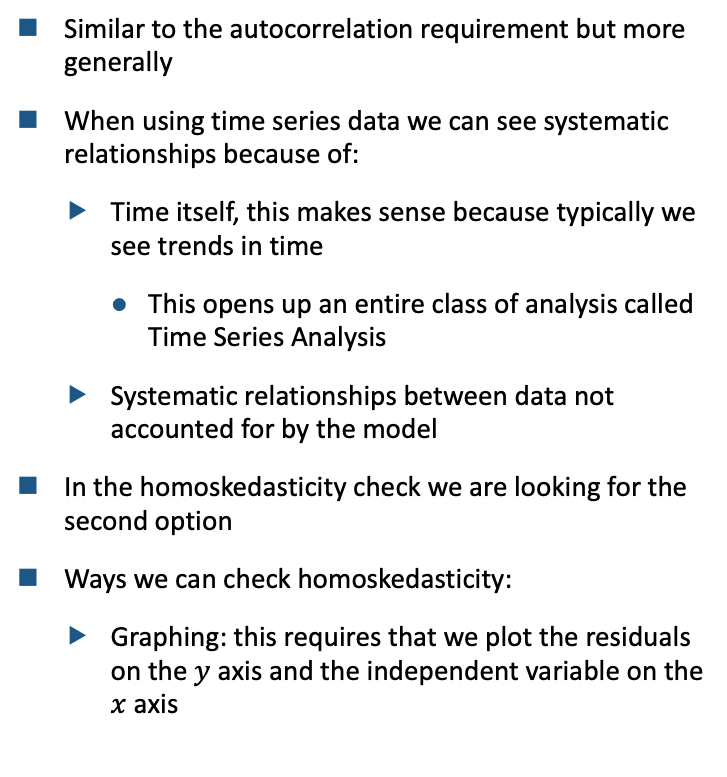 Similar to the autocorrelation requirement but more
generally
When using time series data we can see systematic
relationships because of:
Time itself, this makes sense because typically we
see trends in time
This opens up an entire class of analysis called
Time Series Analysis
Systematic relationships between data not
accounted for by the model
In the homoskedasticity check we are looking for the
second option
Ways we can check homoskedasticity:
Graphing: this requires that we plot the residuals
on the y axis and the independent variable on the
x axis